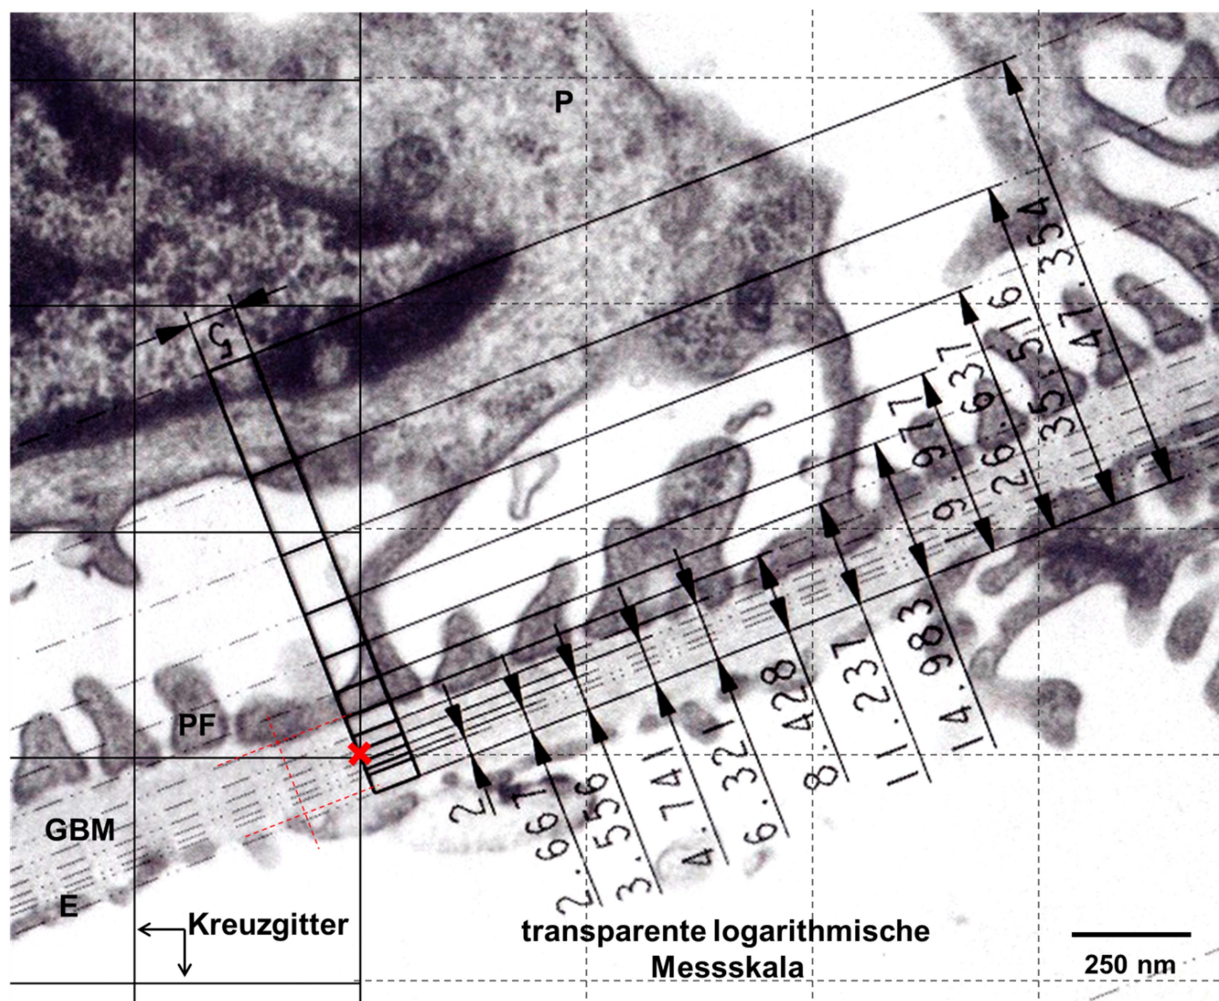 P
5
47.354
35.516
26.637
19.977
PF
14.983
11.237
8.428
6.321
4.741
3.556
2.667
2
GBM
E
Kreuzgitter
transparente logarithmische
Messskala
250 nm